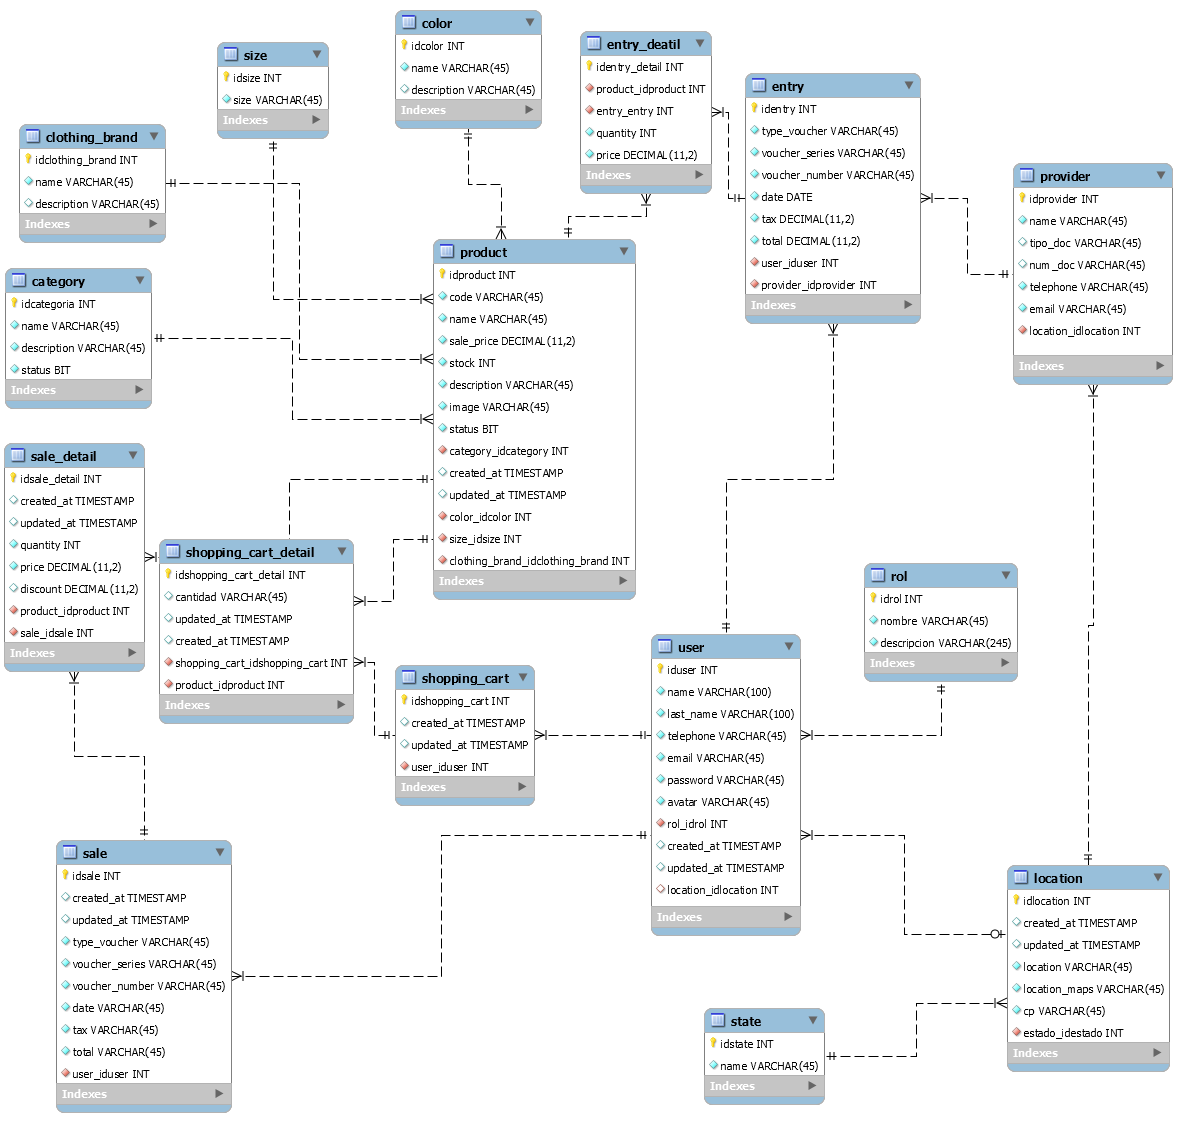 color
idcolor INT
name VARCHAR(45)
description VARCHAR(45)
Indexes
size
idsize INT
size VARCHAR(45)
Indexes
entry_deatil
identry_detail INT
product_idproduct INT
entry_entry INT
quantity INT
price DECIMAL(11,2)
Indexes
entry
identry INT
type_voucher VARCHAR(45)
voucher_series VARCHAR(45)
voucher_number VARCHAR(45)
date DATE
tax DECIMAL(11,2)
total DECIMAL(11,2)
user_iduser INT
provider_idprovider INT
Indexes
clothing_brand
idclothing_brand INT
name VARCHAR(45)
description VARCHAR(45)
Indexes
provider
idprovider INT
name VARCHAR(45)
tipo_doc VARCHAR(45)
num_doc VARCHAR(45)
telephone VARCHAR(45)
email VARCHAR(45)
location_idlocation INT
Indexes
product
idproduct INT
code VARCHAR(45)
name VARCHAR(45)
sale_price DECIMAL(11,2)
stock INT
description VARCHAR(45)
image VARCHAR(45)
status BIT
category_idcategory INT
created_at TIMESTAMP
updated_at TIMESTAMP
color_idcolor INT
size_idsize INT
clothing_brand_idclothing_brand INT
Indexes
category
idcategoria INT
name VARCHAR(45)
description VARCHAR(45)
status BIT
Indexes
sale_detail
idsale_detail INT
created_at TIMESTAMP
updated_at TIMESTAMP
quantity INT
price DECIMAL(11,2)
discount DECIMAL(11,2)
product_idproduct INT
sale_idsale INT
Indexes
shopping_cart_detail
idshopping_cart_detail INT
cantidad VARCHAR(45)
updated_at TIMESTAMP
created_at TIMESTAMP
shopping_cart_idshopping_cart INT
product_idproduct INT
Indexes
rol
idrol INT
nombre VARCHAR(45)
descripcion VARCHAR(245)
Indexes
user
iduser INT
name VARCHAR(100)
last_name VARCHAR(100)
telephone VARCHAR(45)
email VARCHAR(45)
password VARCHAR(45)
avatar VARCHAR(45)
rol_idrol INT
created_at TIMESTAMP
updated_at TIMESTAMP
location_idlocation INT
Indexes
shopping_cart
idshopping_cart INT
created_at TIMESTAMP
updated_at TIMESTAMP
user_iduser INT
Indexes
sale
idsale INT
created_at TIMESTAMP
updated_at TIMESTAMP
type_voucher VARCHAR(45)
voucher_series VARCHAR(45)
voucher_number VARCHAR(45)
date VARCHAR(45)
tax VARCHAR(45)
total VARCHAR(45)
user_iduser INT
Indexes
location
idlocation INT
created_at TIMESTAMP
updated_at TIMESTAMP
location VARCHAR(45)
location_maps VARCHAR(45)
cp VARCHAR(45)
estado_idestado INT
Indexes
state
idstate INT
name VARCHAR(45)
Indexes